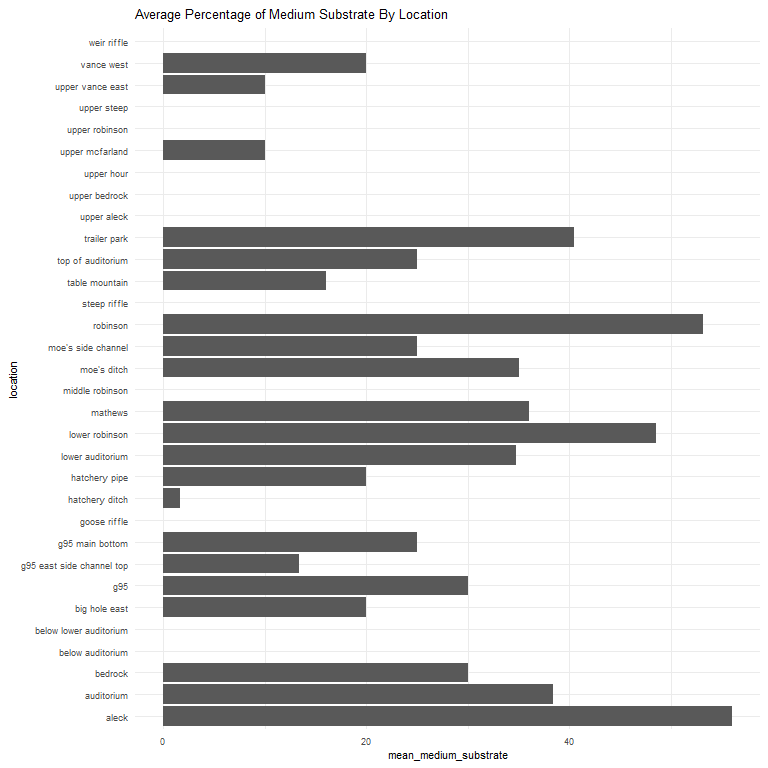 Average Percentage of Medium Substrate By Location
weir riffle
vance west
upper vance east
upper steep
upper robinson
upper mcfarland
upper hour
upper bedrock
upper aleck
trailer park
top of auditorium
table mountain
steep riffle
robinson
moe's side channel
moe's ditch
middle robinson
mathews
lower robinson
lower auditorium
hatchery pipe
hatchery ditch
goose riffle
g95 main bottom
g95 east side channel top
g95
big hole east
below lower auditorium
below auditorium
bedrock
auditorium
aleck
location
0 20 40
mean_medium_substrate